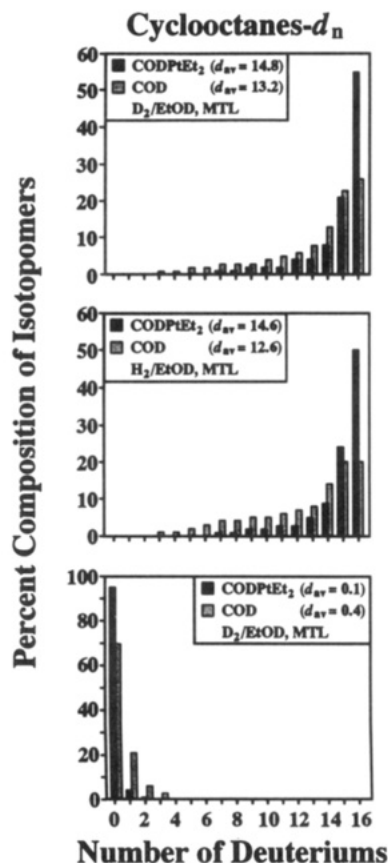 Cyclooctanes-dn
Percent Composition of Isotopomers
60
50
40
30
20
10
0
CODPtEt2 (dav = 14.8)
COD (dav = 13.2)
D2/EtOD, MTL
60
50
40
30
20
10
0
CODPtEt2 (dav = 14.6)
COD (dav = 12.6)
H2/EtOD, MTL
100
80
60
40
20
0
CODPtEt2 (dav = 0.1)
COD (dav = 0.4)
D2/EtOD, MTL
0 2 4 6 8 10 12 14 16
Number of Deuteriums